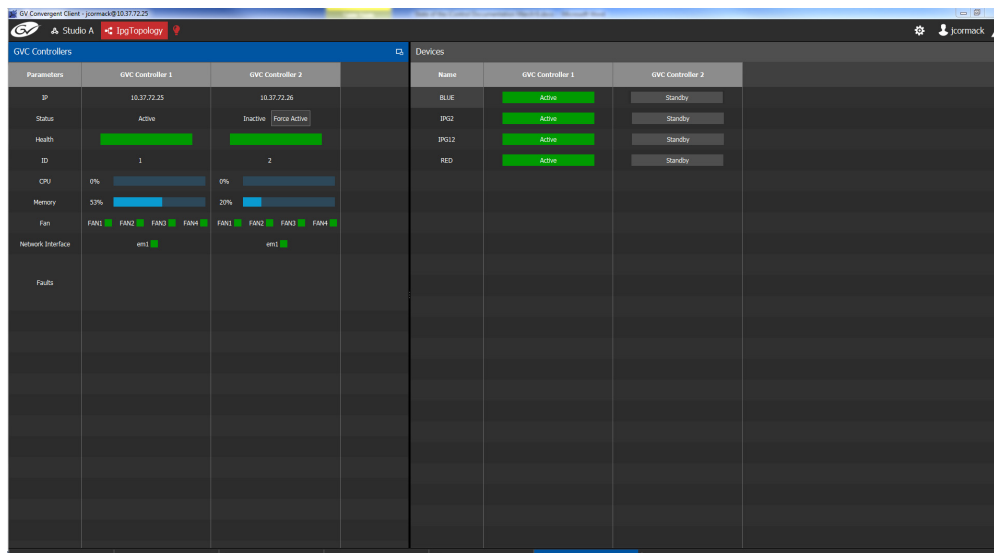 GV Convergent Client - jcormack@10.37.72.25
GV Studio A IpgTopology jcormack
GVC Controllers
Parameters GVC Controller 1 GVC Controller 2
IP 10.37.72.25 10.37.72.26
Status Active Inactive Force Active
Health
ID 1 2
CPU 0% 0%
Memory 53% 20%
Fan FAN1 FAN2 FAN3 FAN4 FAN1 FAN2 FAN3 FAN4
Network Interface em1 em1
Faults
Devices
Name GVC Controller 1 GVC Controller 2
BLUE Active Standby
IPG2 Active Standby
IPG12 Active Standby
RED Active Standby